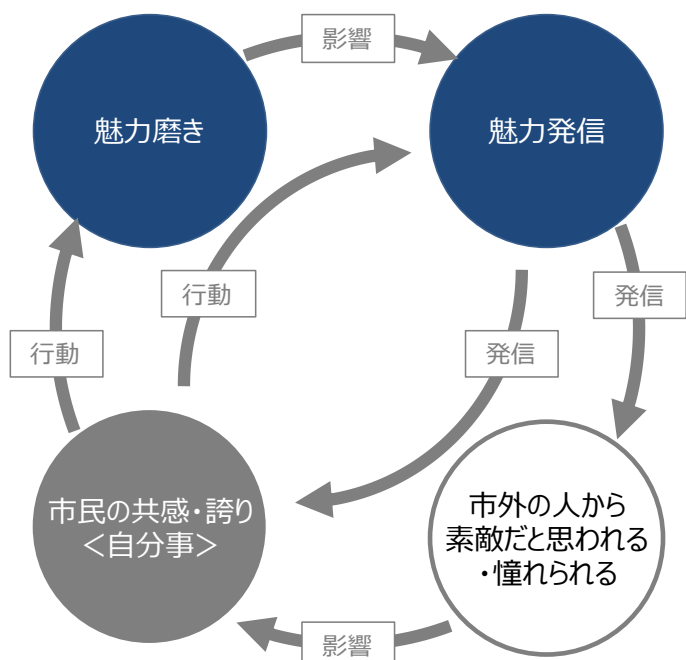 影響
魅力磨き
魅力発信
行動
発信
行動
発信
市民の共感・誇り
＜自分事＞
市外の人から
素敵だと思われる
・憧れられる
影響